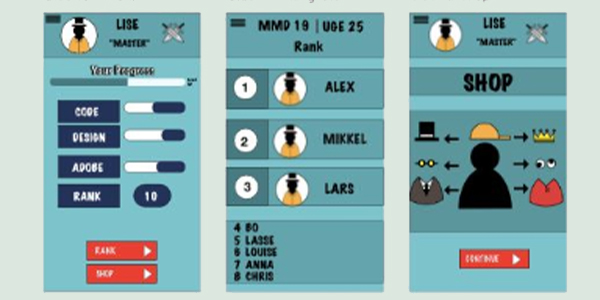 LISE
"MASTER"
Your Progress
CODE
DESIGN
ADOBE
RANK
10
RANK
SHOP
MMD 19 | UGE 25
Rank
1
ALEX
2
MIKKEL
3
LARS
4 BO
5 LASSE
6 LOUISE
7 ANNA
8 CHRIS
LISE
"MASTER"
SHOP
CONTINUE